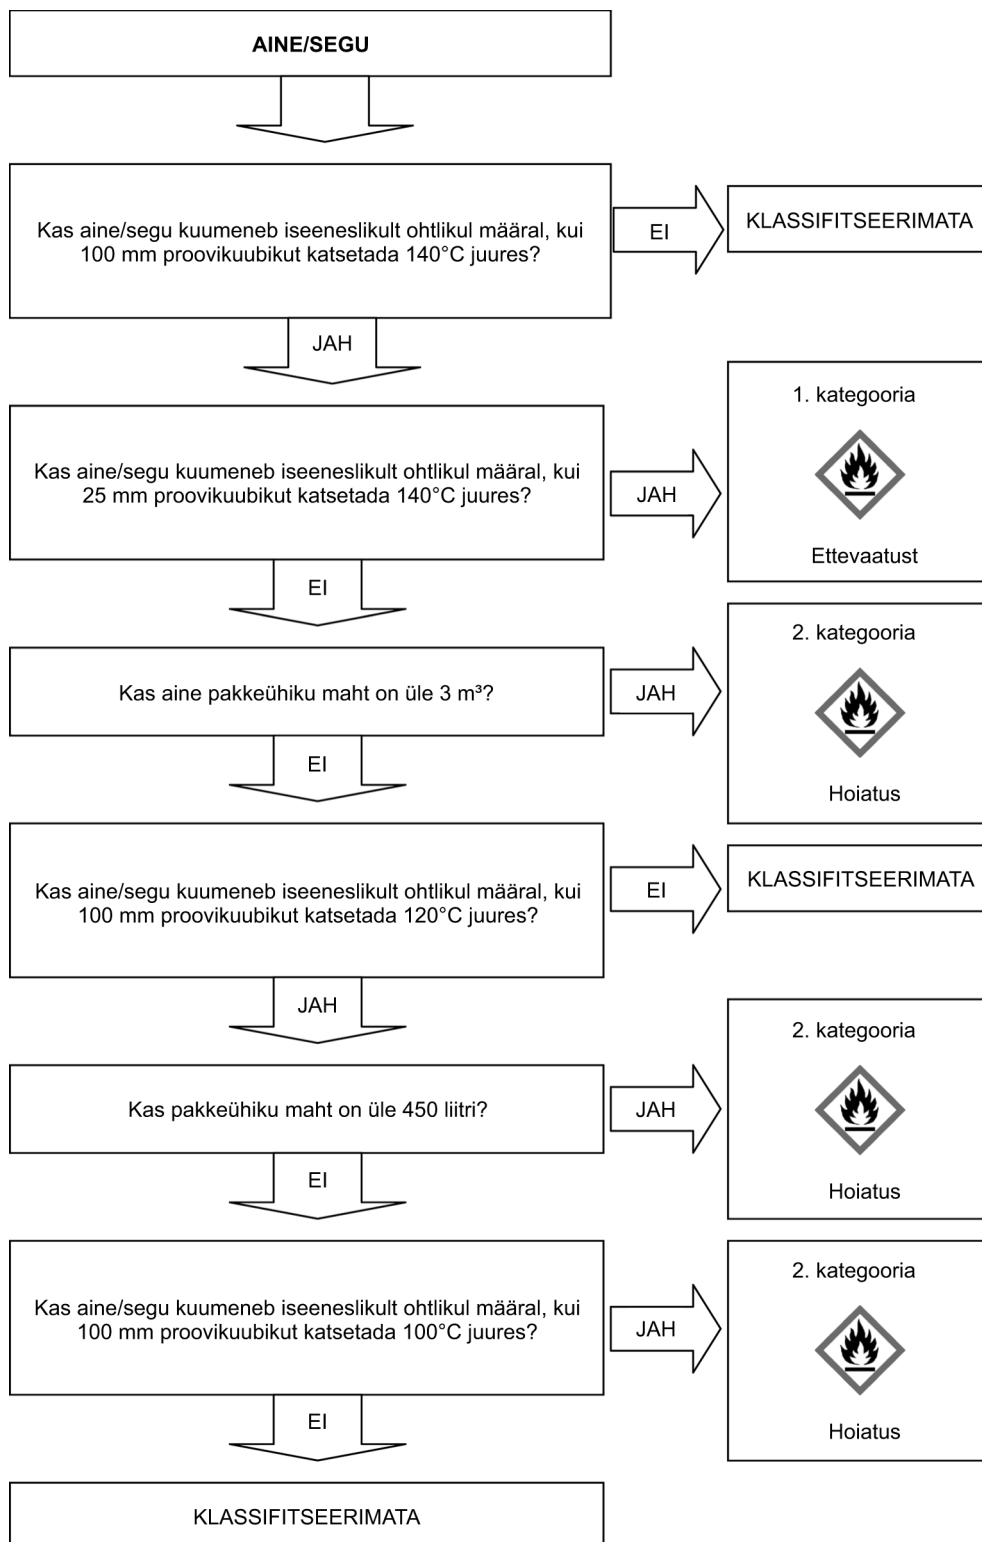 AINE/SEGU
Kas aine/segu kuumeneb iseeneslikult ohtlikul määral, kui
100 mm proovikuubikut katsetada 140°C juures?
EI
KLASSIFITSEERIMATA
JAH
Kas aine/segu kuumeneb iseeneslikult ohtlikul määral, kui
25 mm proovikuubikut katsetada 140°C juures?
JAH
1. kategooria
Ettevaatust
EI
Kas aine pakkeühiku maht on üle 3 m³?
JAH
2. kategooria
Hoiatus
EI
Kas aine/segu kuumeneb iseeneslikult ohtlikul määral, kui
100 mm proovikuubikut katsetada 120°C juures?
EI
KLASSIFITSEERIMATA
JAH
Kas pakkeühiku maht on üle 450 liitri?
JAH
2. kategooria
Hoiatus
EI
Kas aine/segu kuumeneb iseeneslikult ohtlikul määral, kui
100 mm proovikuubikut katsetada 100°C juures?
JAH
2. kategooria
Hoiatus
EI
KLASSIFITSEERIMATA